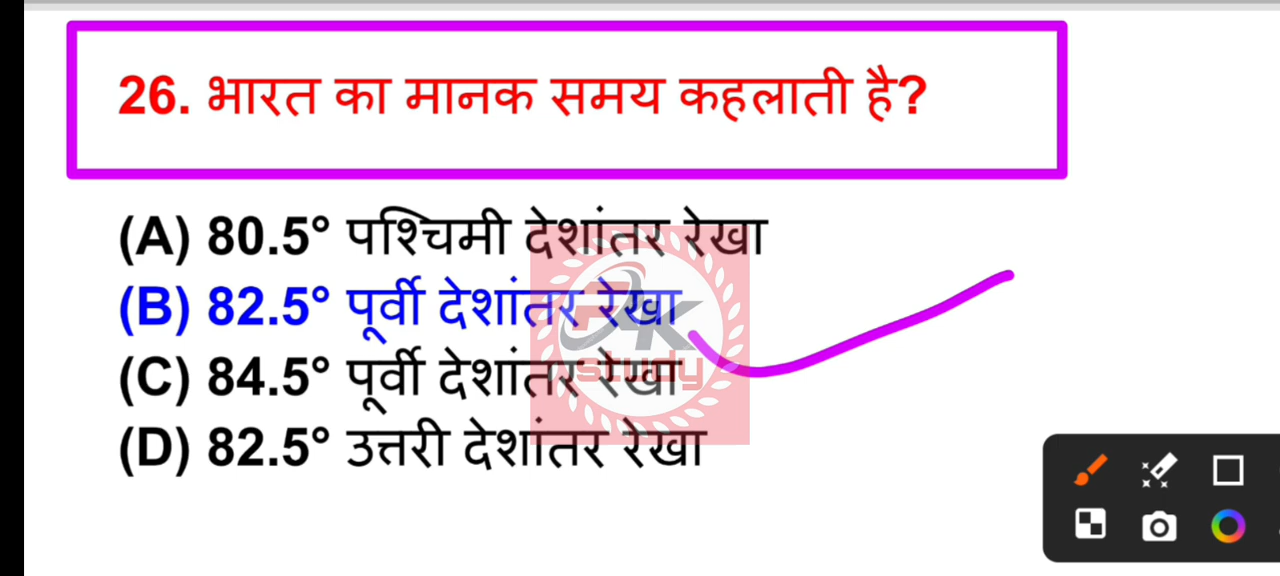 26. भारत का मानक समय कहलाती है?
(A) 80.5° पश्चिमी देशांतर रेखा
(B) 82.5° पूर्वी देशांतर रेखा
(C) 84.5° पूर्वी देशांतर रेखा
(D) 82.5° उत्तरी देशांतर रेखा
study